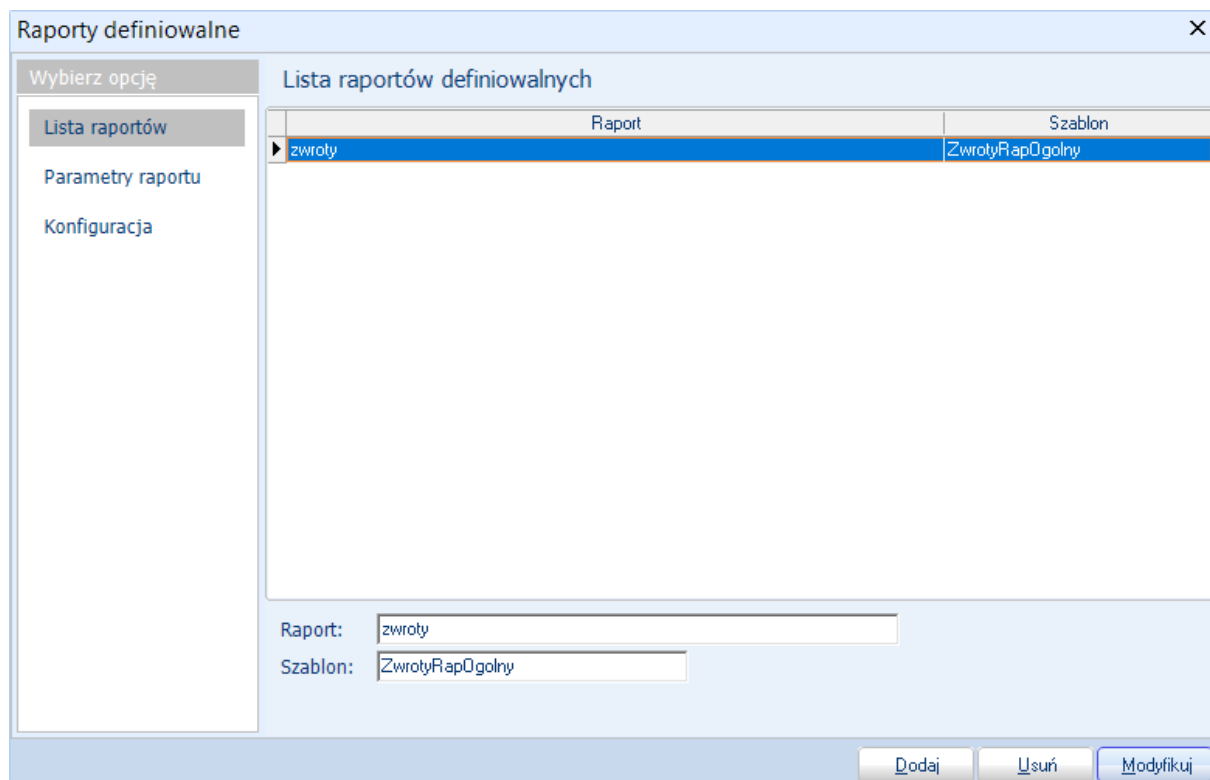 Raporty definiowalne
Wybierz opcję
Lista raportów
Parametry raportu
Konfiguracja
Lista raportów definiowalnych
Raport Szablon
zwroty ZwrotyRapOgolny
Raport: zwroty
Szablon: ZwrotyRapOgolny
Dodaj Usuń Modyfikuj